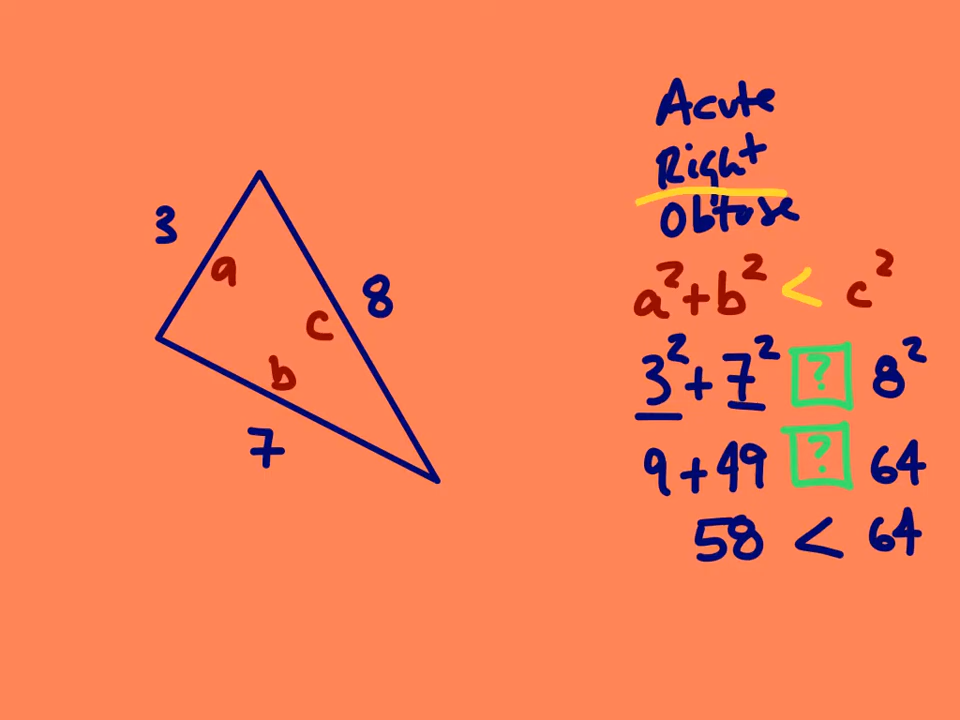 Acute
Right
Obtuse
3
a
8
c
b
7
a² + b² < c²
3² + 7² ? 8²
9 + 49 ? 64
58 < 64